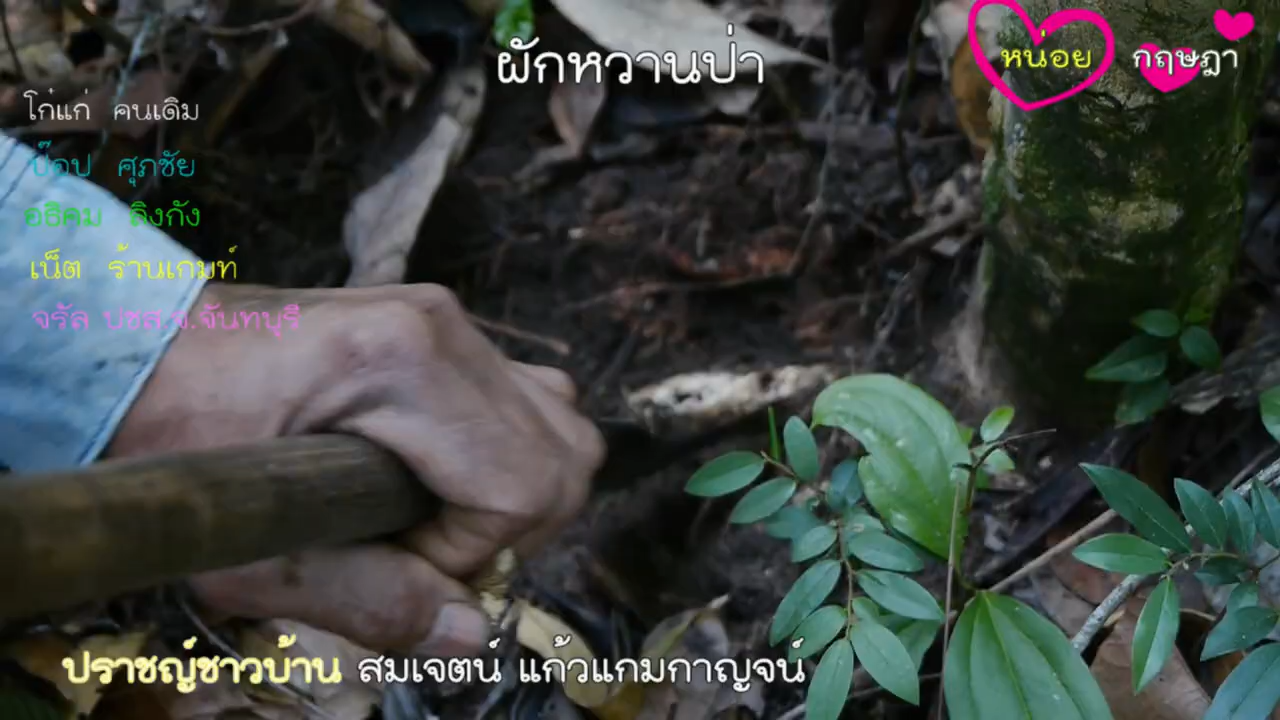 ผักหวานป่า
หน่อย กฤษฎา
โก๋แก่ คนเดิม
ป๊อป ศุภชัย
อธิคม ลิงกัง
เน็ต ร้านเกมท์
จรัล ปชส.จ.จันทบุรี
ปราชญ์ชาวบ้าน สมเจตน์ แก้วแกมกาญจน์